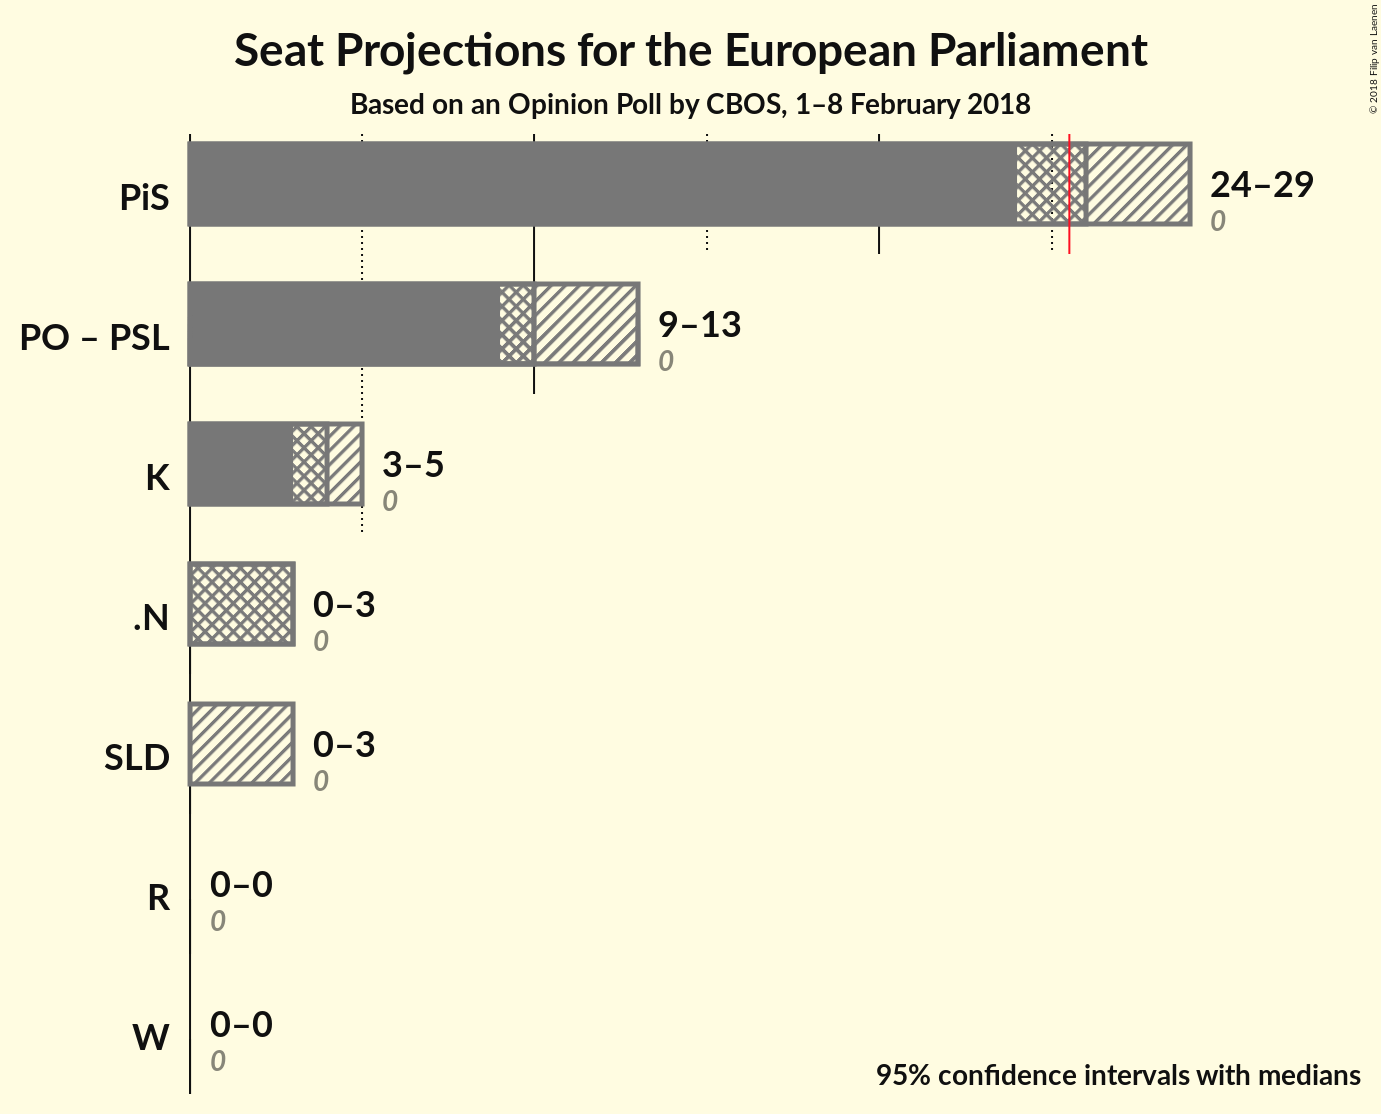 Seat Projections for the European Parliament
Based on an Opinion Poll by CBOS, 1–8 February 2018
© 2018 Filip van Laenen
PiS
24–29
0
PO – PSL
9–13
0
K
3–5
0
.N
0–3
0
SLD
0–3
0
R
0–0
0
W
0–0
0
95% confidence intervals with medians